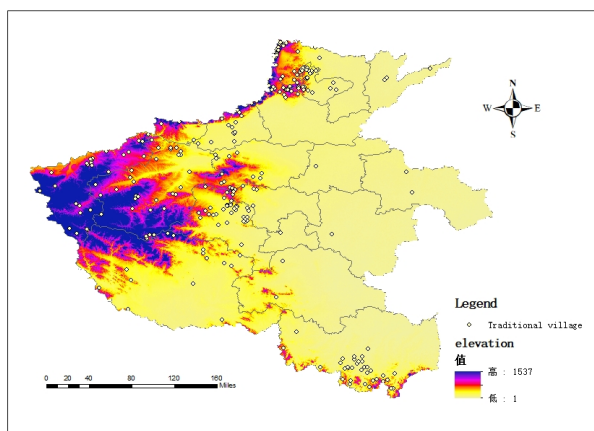 N
W E
S
Legend
Traditional village
elevation
值
高 : 1537
低 : 1
0 20 40 80 120 160
Miles